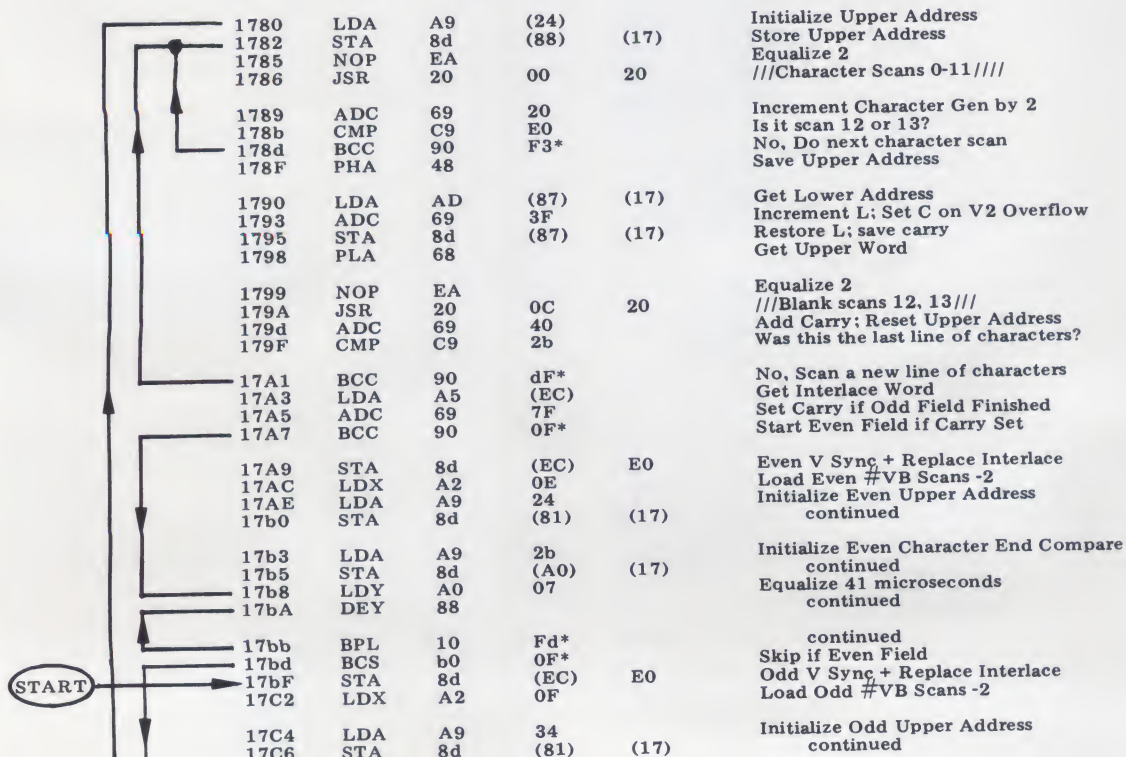 1780 LDA A9 (24) Initialize Upper Address
1782 STA 8d (88) (17) Store Upper Address
1785 NOP EA Equalize 2
1786 JSR 20 00 20 ///Character Scans 0-11////
1789 ADC 69 20 Increment Character Gen by 2
178b CMP C9 E0 Is it scan 12 or 13?
178d BCC 90 F3* No, Do next character scan
178F PHA 48 Save Upper Address
1790 LDA AD (87) (17) Get Lower Address
1793 ADC 69 3F Increment L; Set C on V2 Overflow
1795 STA 8d (87) (17) Restore L; save carry
1798 PLA 68 Get Upper Word
1799 NOP EA Equalize 2
179A JSR 20 0C 20 ///Blank scans 12, 13///
179d ADC 69 40 Add Carry; Reset Upper Address
179F CMP C9 2b Was this the last line of characters?
17A1 BCC 90 dF* No, Scan a new line of characters
17A3 LDA A5 (EC) Get Interlace Word
17A5 ADC 69 7F Set Carry if Odd Field Finished
17A7 BCC 90 0F* Start Even Field if Carry Set
17A9 STA 8d (EC) E0 Even V Sync + Replace Interlace
17AC LDX A2 0E Load Even #VB Scans -2
17AE LDA A9 24 Initialize Even Upper Address
17b0 STA 8d (81) (17) continued
17b3 LDA A9 2b Initialize Even Character End Compare
17b5 STA 8d (A0) (17) continued
17b8 LDY A0 07 Equalize 41 microseconds
17bA DEY 88 continued
17bb BPL 10 Fd* continued
17bd BCS b0 0F* Skip if Even Field
START 17bF STA 8d (EC) E0 Odd V Sync + Replace Interlace
17C2 LDX A2 0F Load Odd #VB Scans -2
17C4 LDA A9 34 Initialize Odd Upper Address
17C6 STA 8d (81) (17) continued